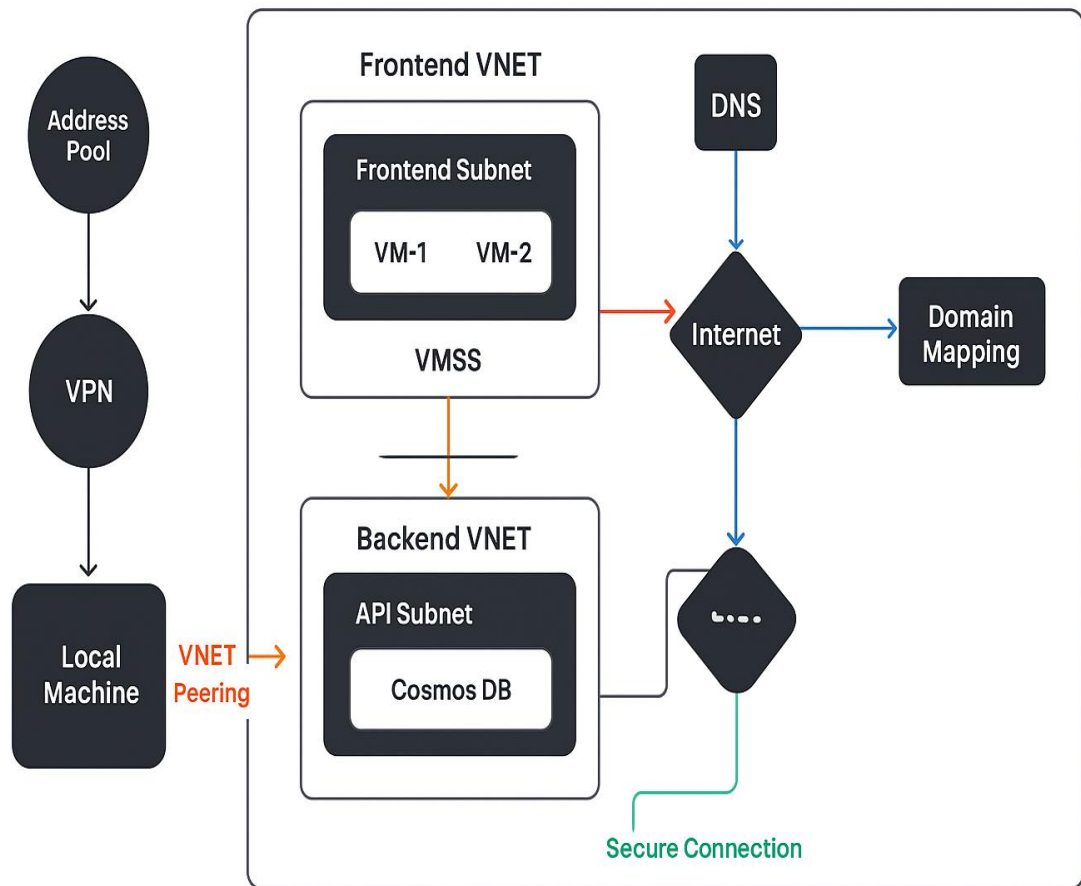 Address
Pool
VPN
Local
Machine
VNET
Peering
Frontend VNET
Frontend Subnet
VM-1 VM-2
VMSS
Backend VNET
API Subnet
Cosmos DB
DNS
Internet
Domain
Mapping
Secure Connection